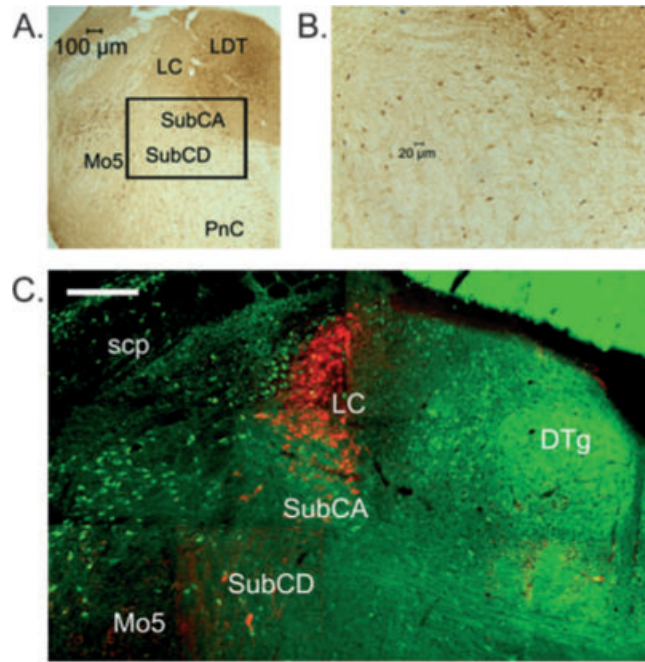 A.
100 µm
LC
LDT
SubCA
SubCD
Mo5
PnC
B.
20 µm
C.
scp
LC
DTg
SubCA
SubCD
Mo5